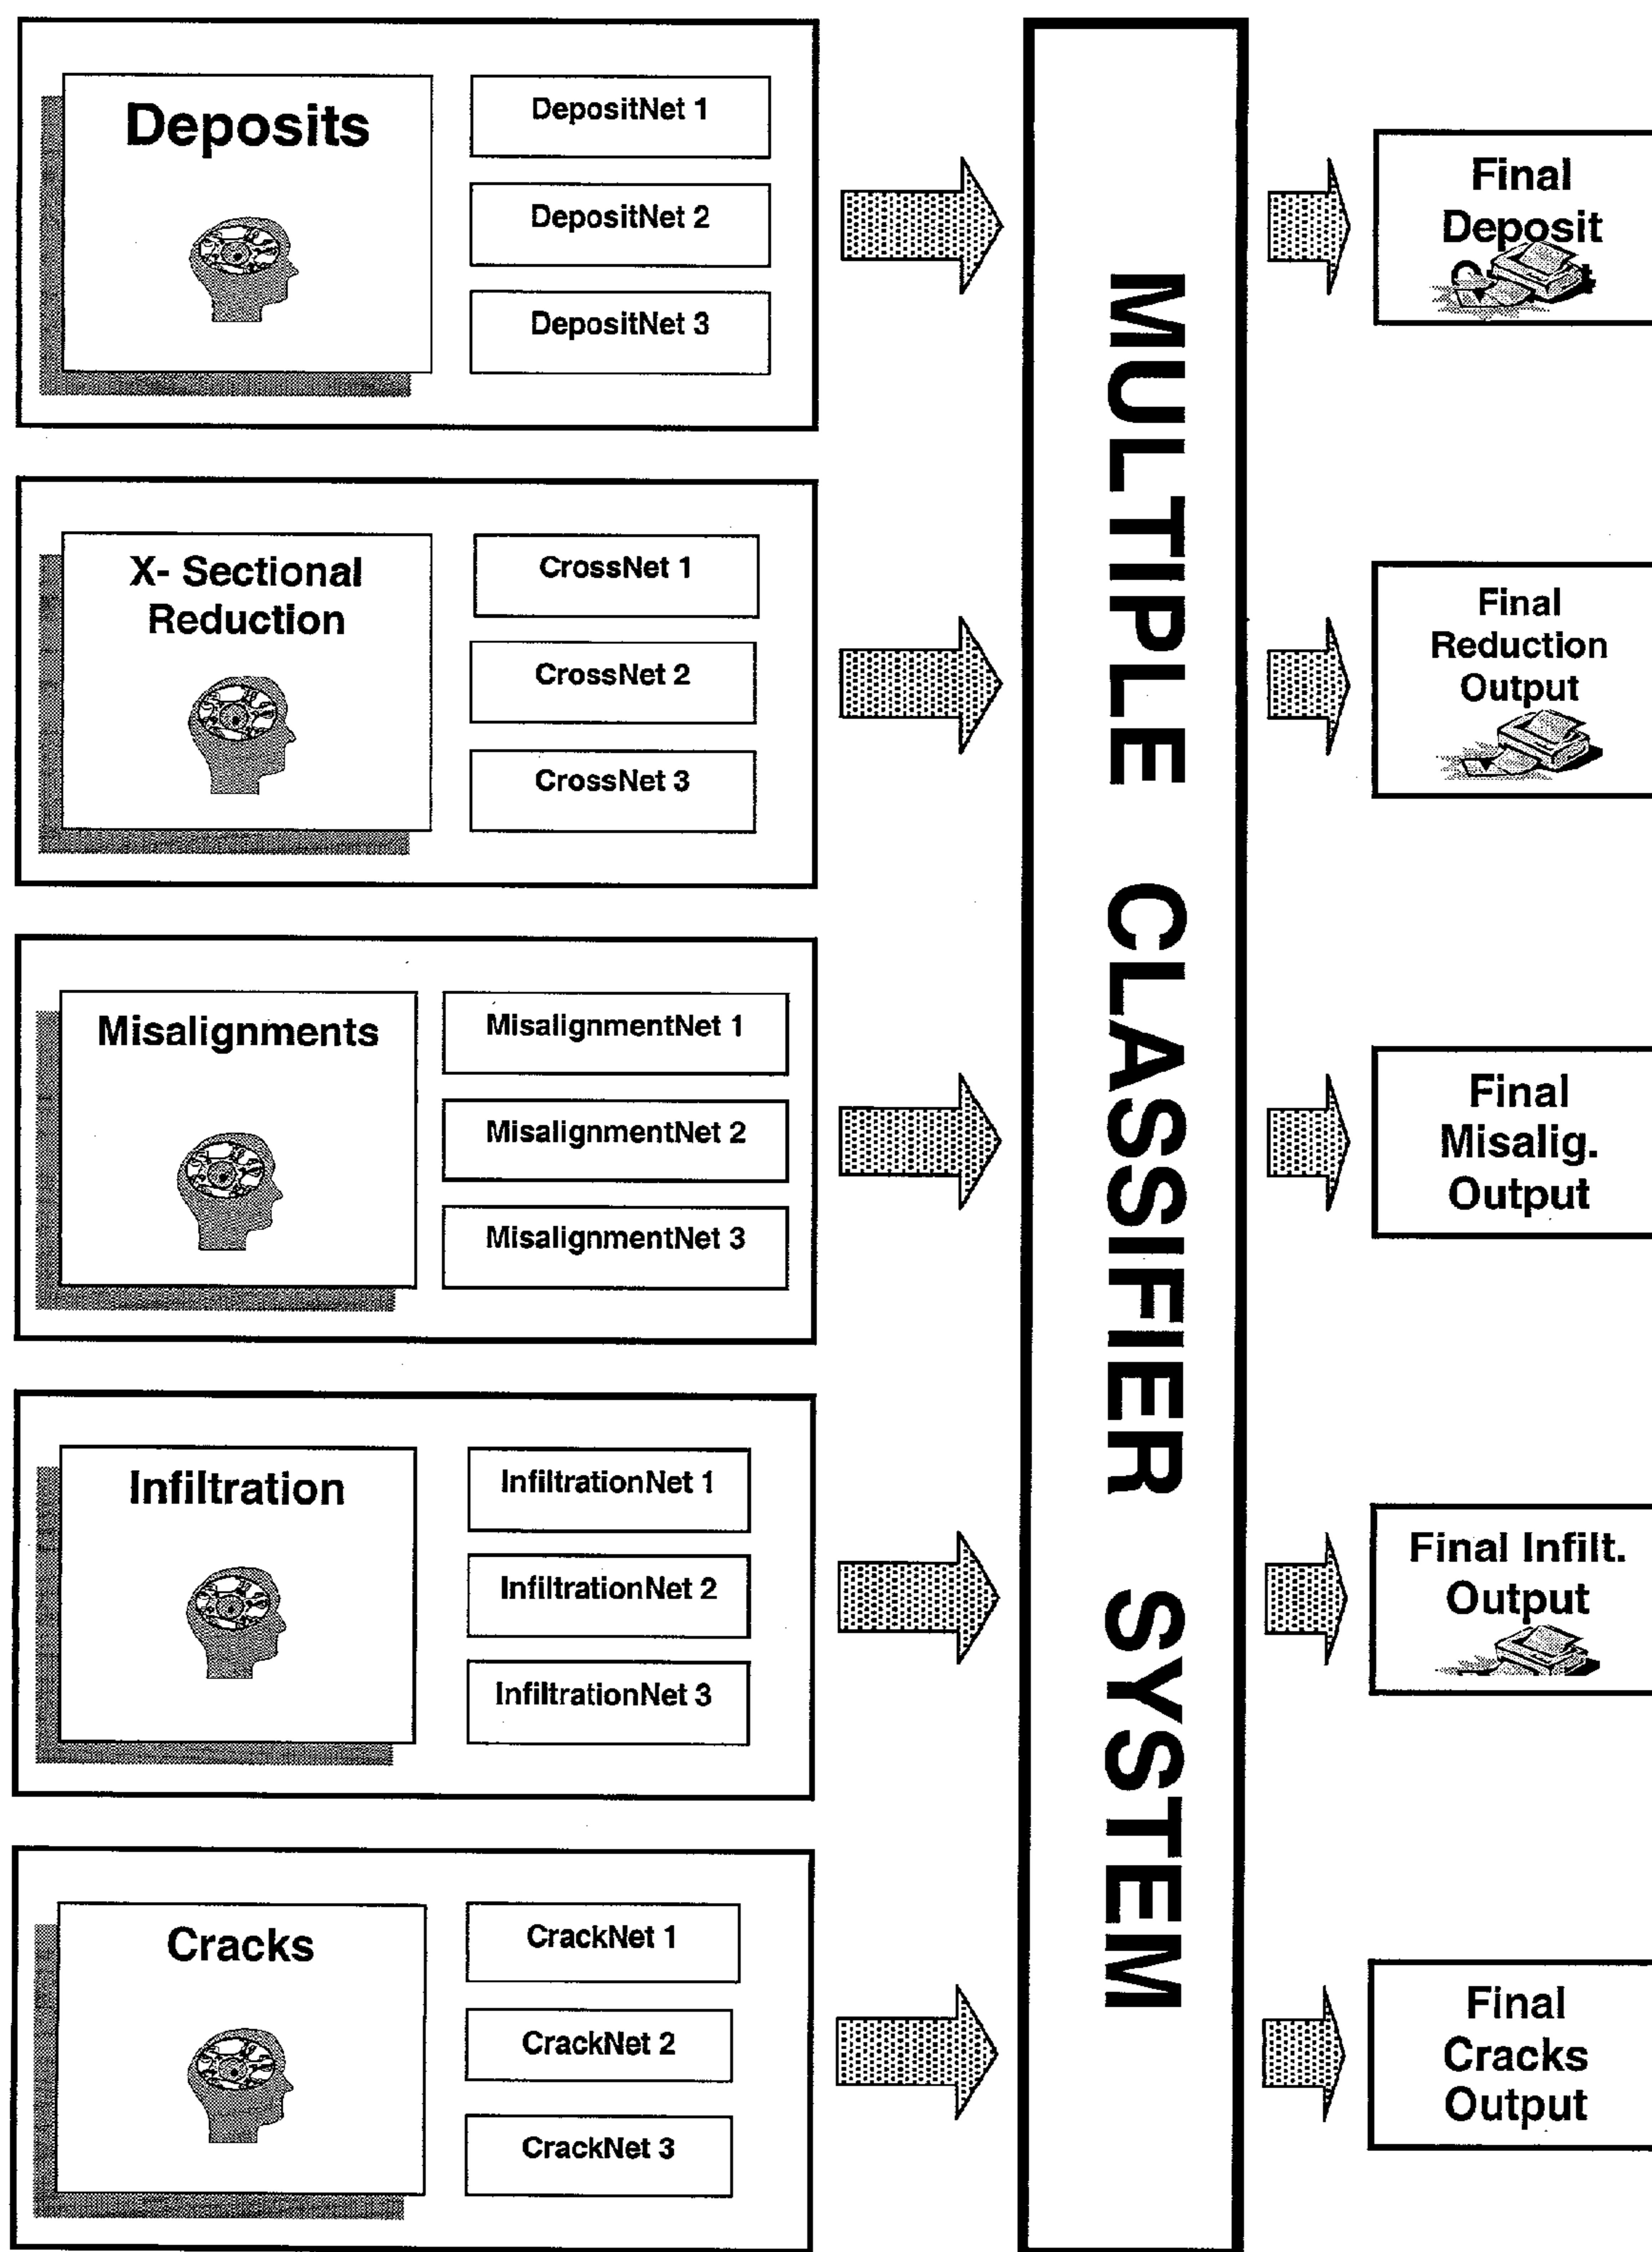 Deposits
DepositNet 1
DepositNet 2
DepositNet 3
Final
Deposit
X- Sectional
Reduction
CrossNet 1
CrossNet 2
CrossNet 3
Final
Reduction
Output
Misalignments
MisalignmentNet 1
MisalignmentNet 2
MisalignmentNet 3
Final
Misalig.
Output
Infiltration
InfiltrationNet 1
InfiltrationNet 2
InfiltrationNet 3
Final Infilt.
Output
Cracks
CrackNet 1
CrackNet 2
CrackNet 3
Final
Cracks
Output
MULTIPLE CLASSIFIER SYSTEM